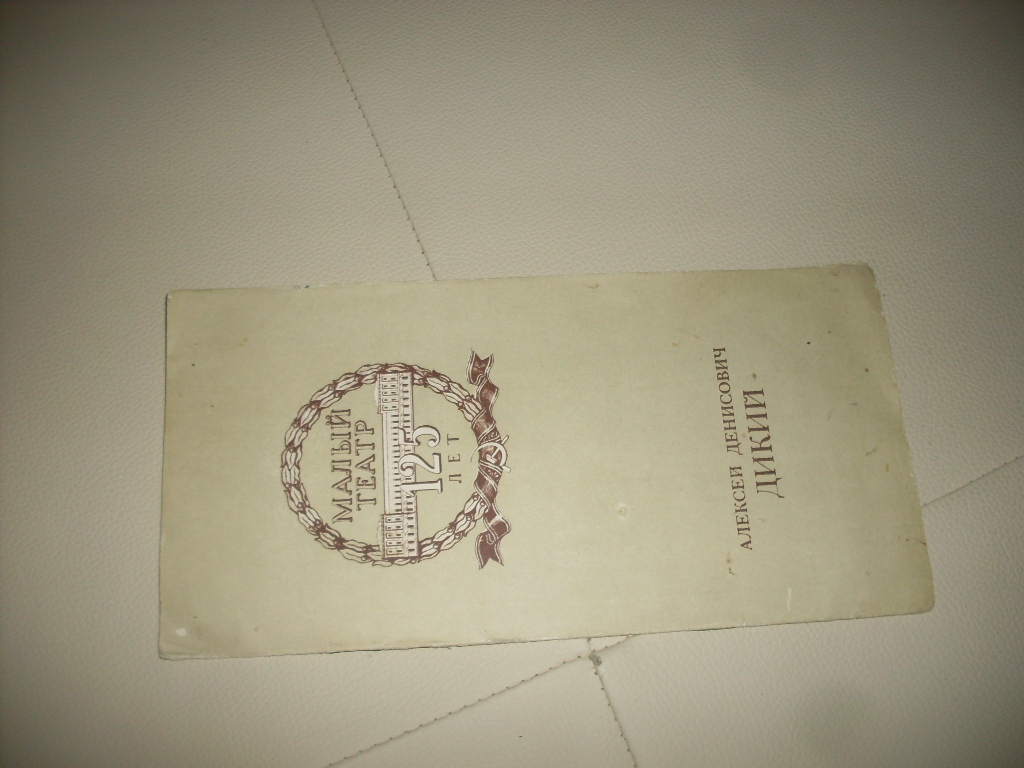 МАЛЫЙ
ТЕАТР
125
ЛЕТ
АЛЕКСЕЙ ДЕНИСОВИЧ
ДИКИЙ